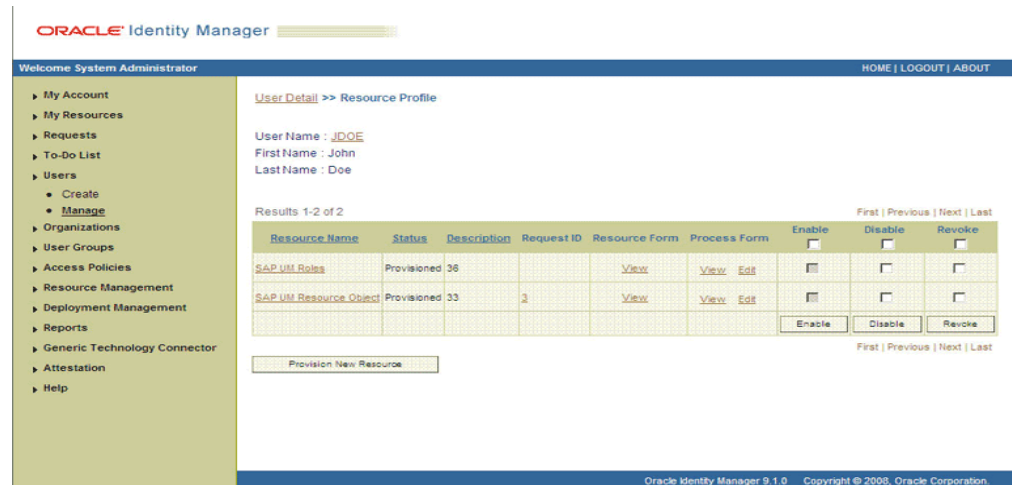 ORACLE Identity Manager
Welcome System Administrator
HOME | LOGOUT | ABOUT
My Account
My Resources
Requests
To-Do List
Users
Create
Manage
Organizations
User Groups
Access Policies
Resource Management
Deployment Management
Reports
Generic Technology Connector
Attestation
Help
User Detail >> Resource Profile
User Name : JDOE
First Name : John
Last Name : Doe
Results 1-2 of 2
First | Previous | Next | Last
Resource Name Status Description Request ID Resource Form Process Form Enable Disable Revoke
SAP UM Roles Provisioned 36 View View Edit
SAP UM Resource Object Provisioned 33 3 View View Edit
Enable Disable Revoke
First | Previous | Next | Last
Provision New Resource
Oracle Identity Manager 9.1.0 Copyright © 2008, Oracle Corporation.